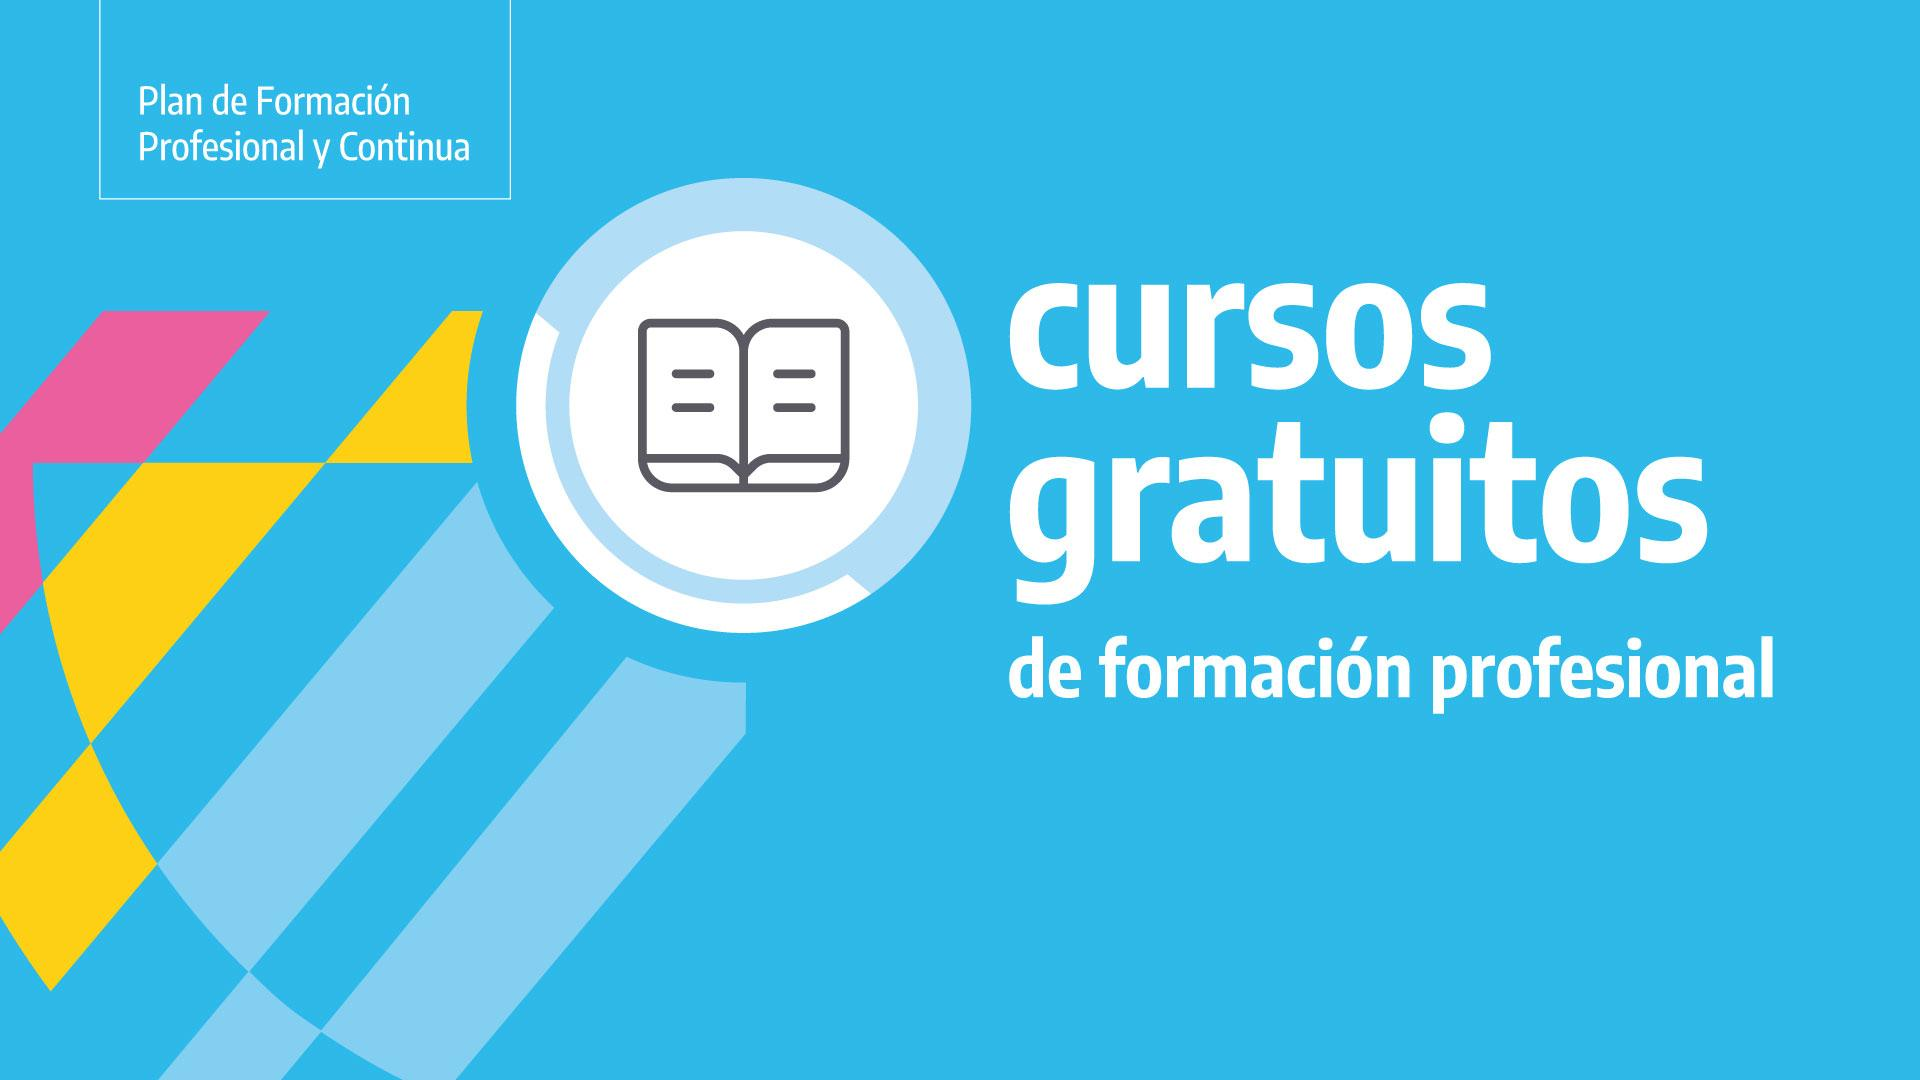 Plan de Formación
Profesional y Continua
cursos
gratuitos
de formación profesional